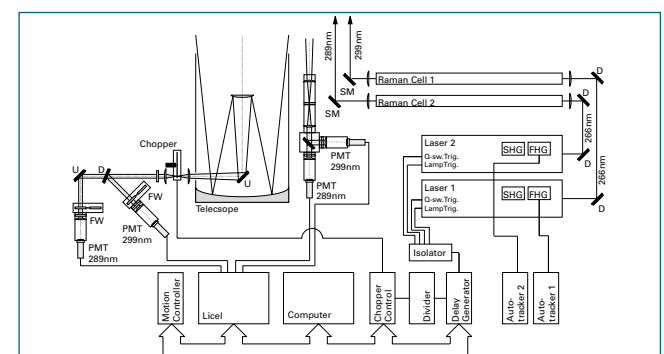 289nm
299nm
D
Raman Cell 1
SM
D
Raman Cell 2
SM
266nm
266nm
Chopper
Laser 2
SHG
FHG
Q-sw.Trig.
LampTrig.
D
U
D
PMT
299nm
U
Laser 1
SHG
FHG
Q-sw.Trig.
LampTrig.
D
PMT
289nm
FW
Telecsope
FW
PMT
299nm
PMT
289nm
Isolator
Motion
Controller
Licel
Computer
Chopper
Control
Divider
Delay
Generator
Auto-
tracker 2
Auto-
tracker 1